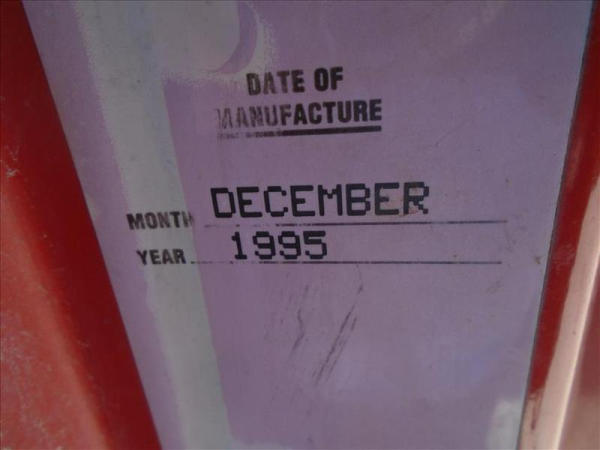 DATE OF
MANUFACTURE
MONTH DECEMBER
YEAR 1995